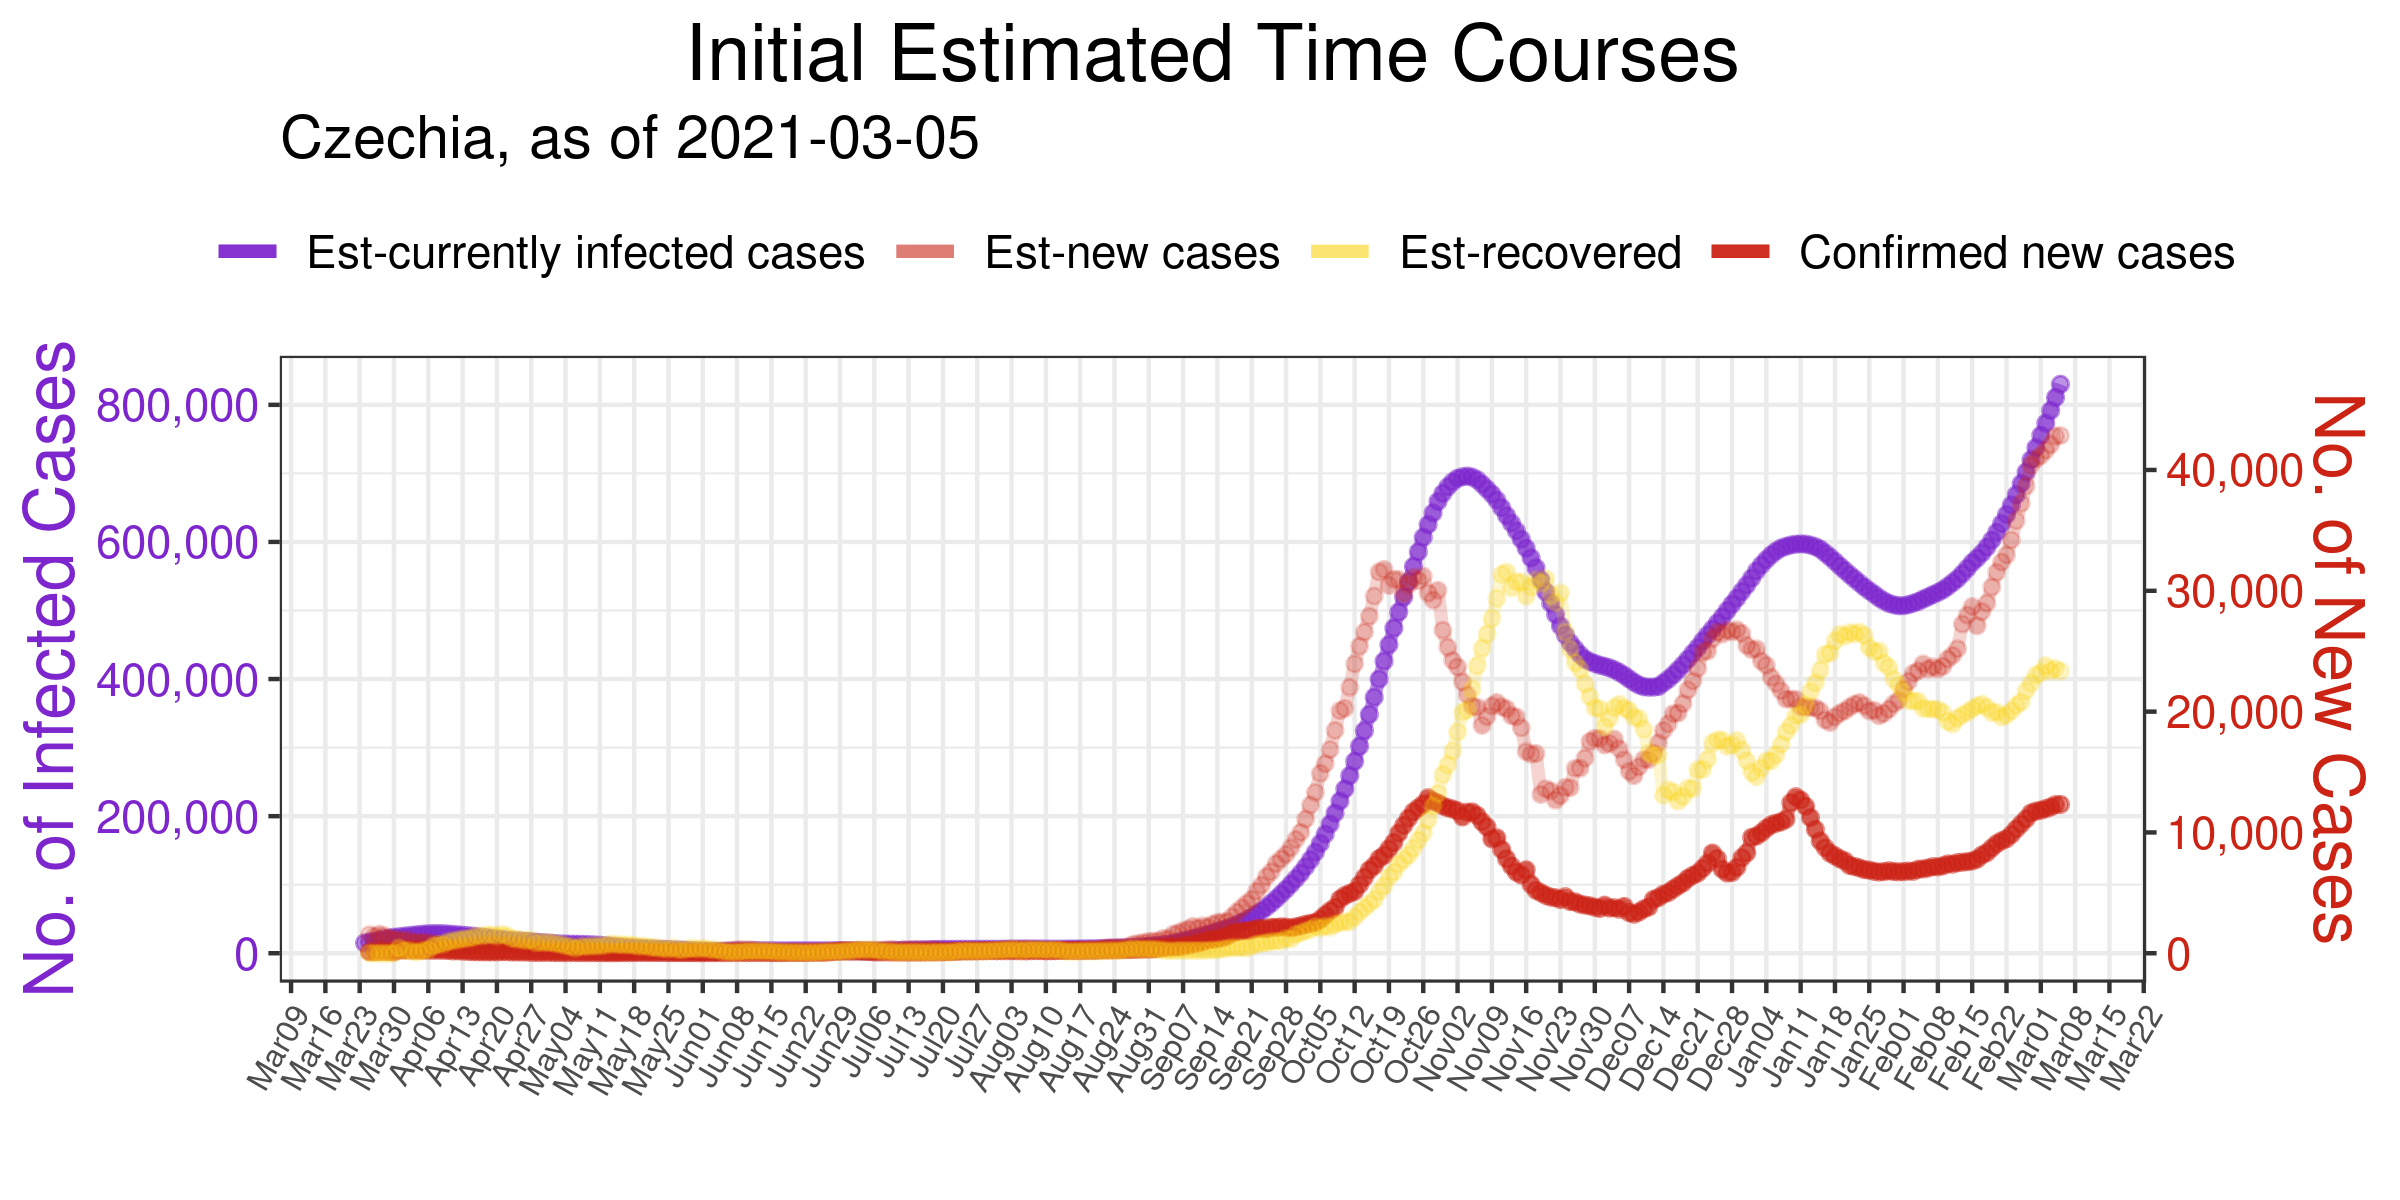 Initial Estimated Time Courses
Czechia, as of 2021-03-05
Est-currently infected cases Est-new cases Est-recovered Confirmed new cases
No. of Infected Cases
800,000
600,000
400,000
200,000
0
40,000
30,000
20,000
10,000
0
No. of New Cases
Mar09 Mar16 Mar23 Mar30 Apr06 Apr13 Apr20 Apr27 May04 May11 May18 May25 Jun01 Jun08 Jun15 Jun22 Jun29 Jul06 Jul13 Jul20 Jul27 Aug03 Aug10 Aug17 Aug24 Aug31 Sep07 Sep14 Sep21 Sep28 Oct05 Oct12 Oct19 Oct26 Nov02 Nov09 Nov16 Nov23 Nov30 Dec07 Dec14 Dec21 Dec28 Jan04 Jan11 Jan18 Jan25 Feb01 Feb08 Feb15 Feb22 Mar01 Mar08 Mar15 Mar22